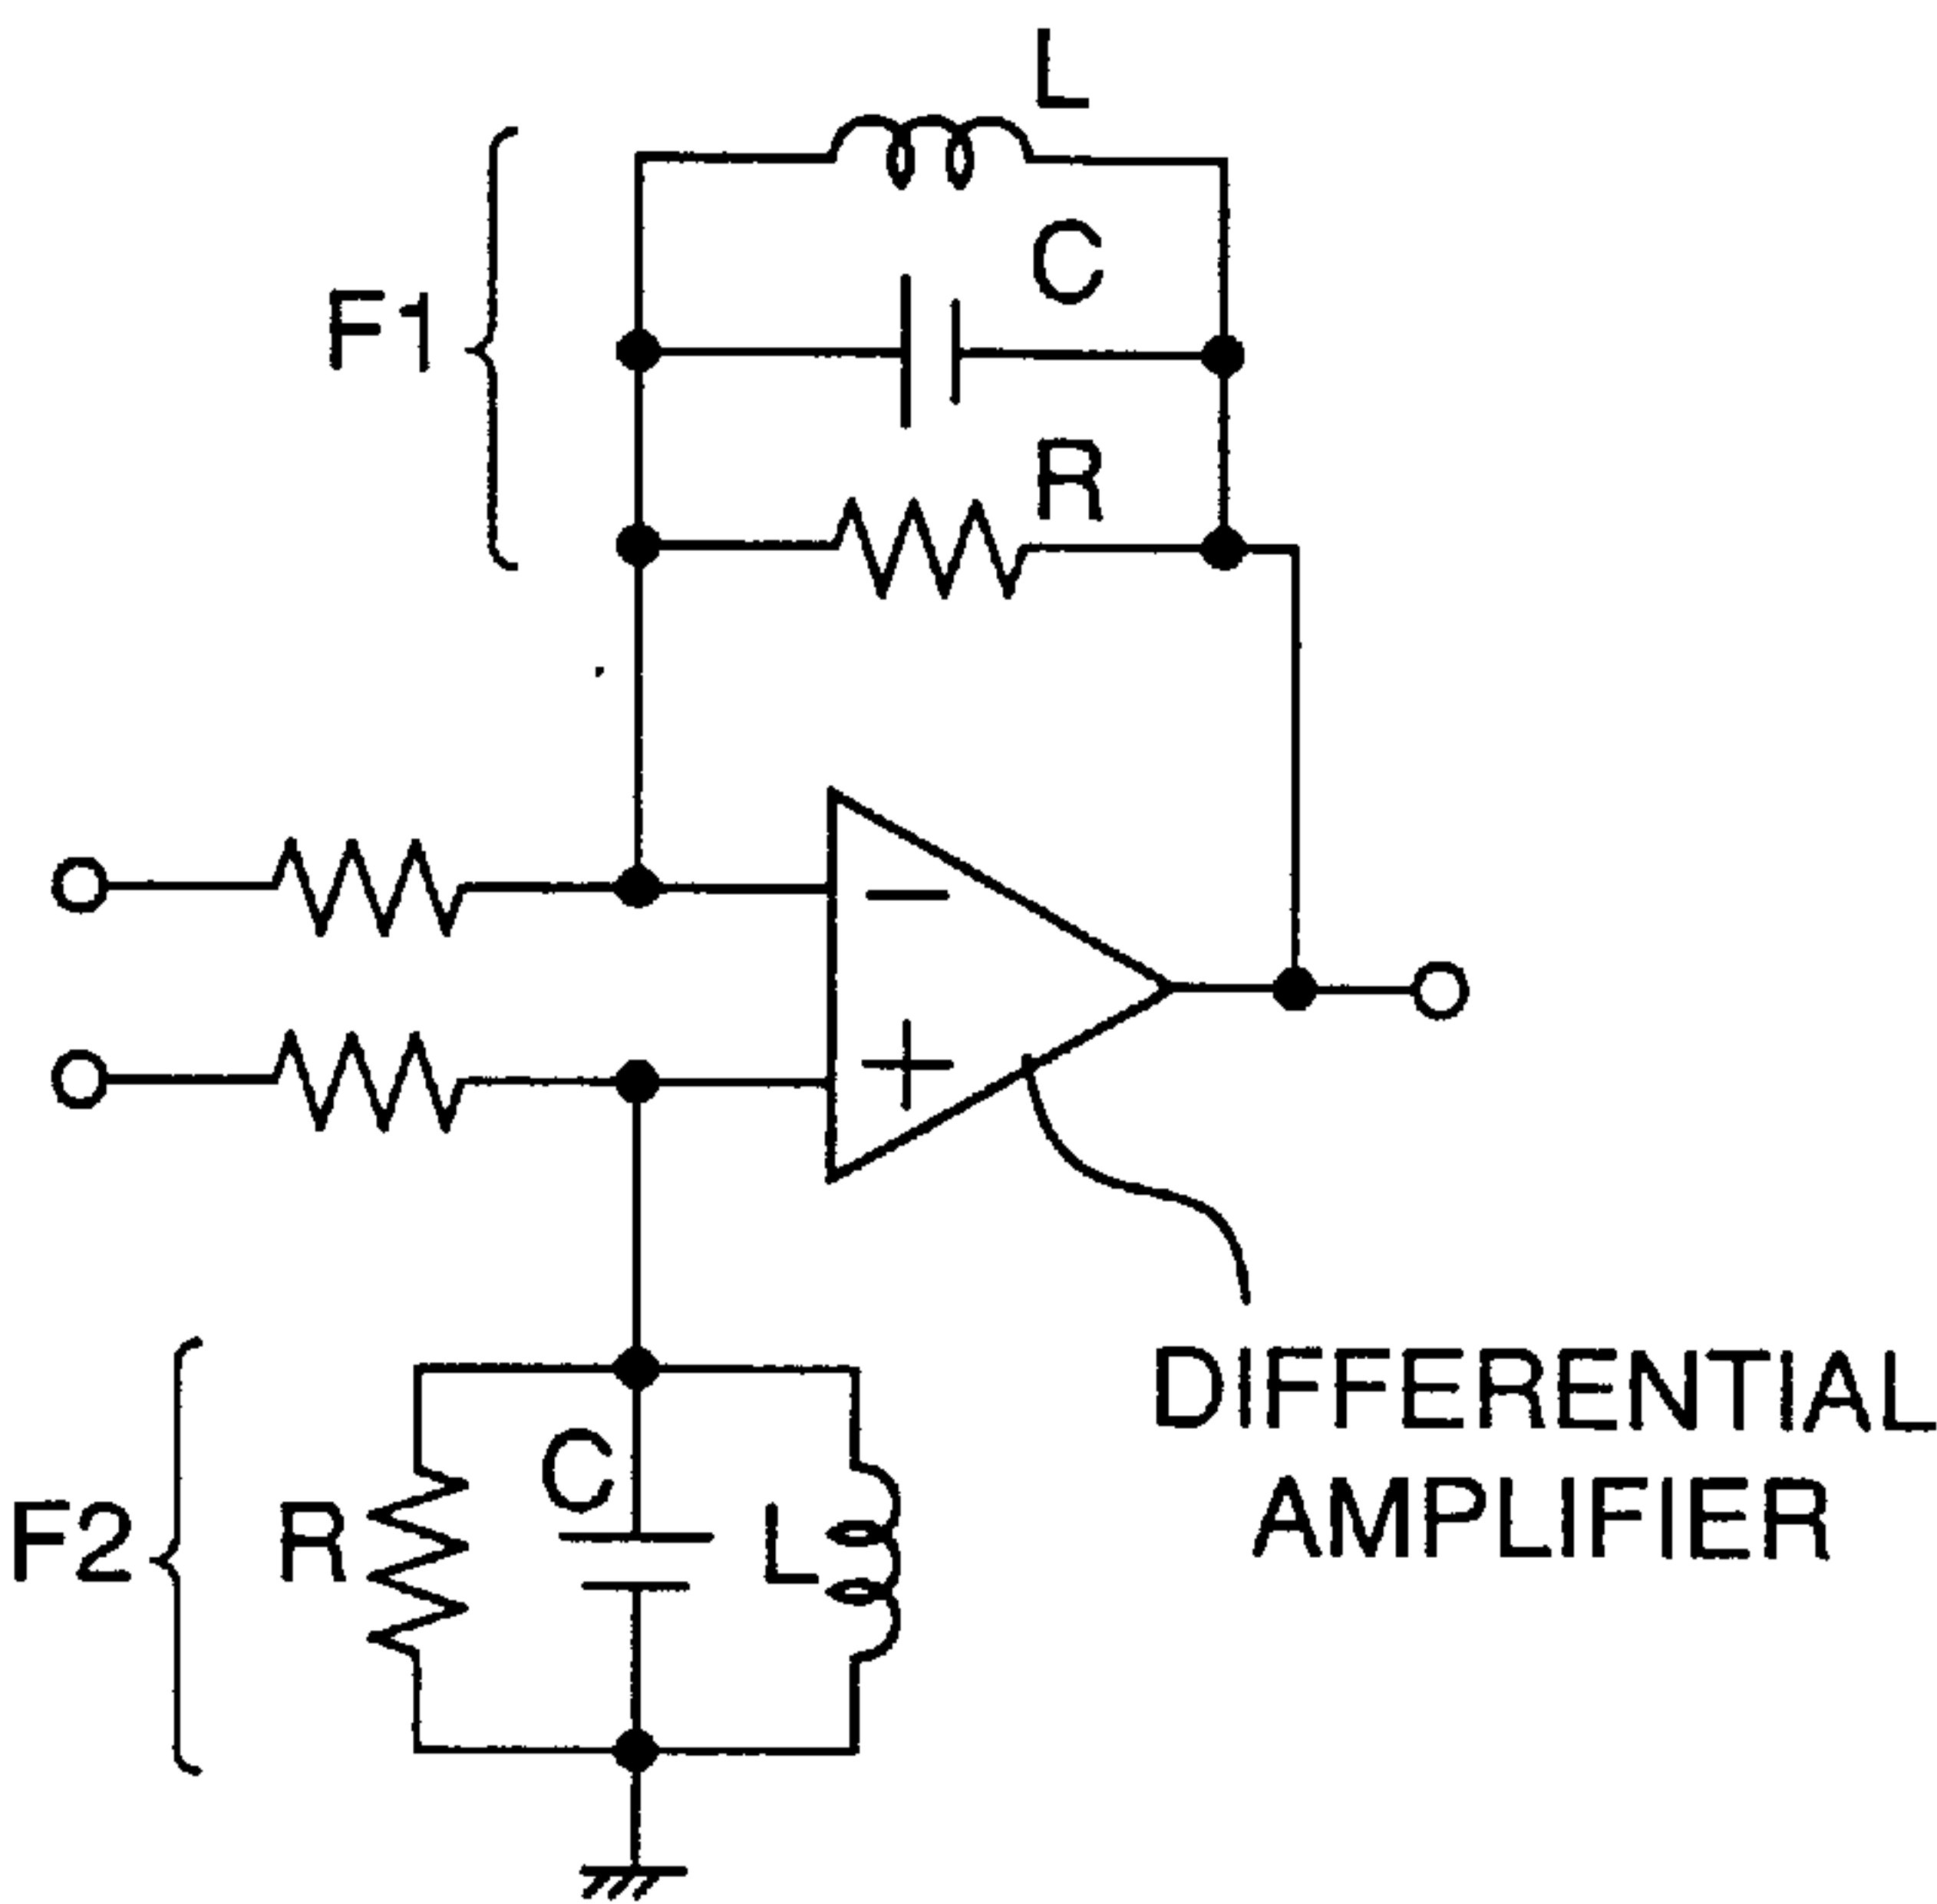 L
C
F1
R
−
+
DIFFERENTIAL
AMPLIFIER
C
F2
R
L